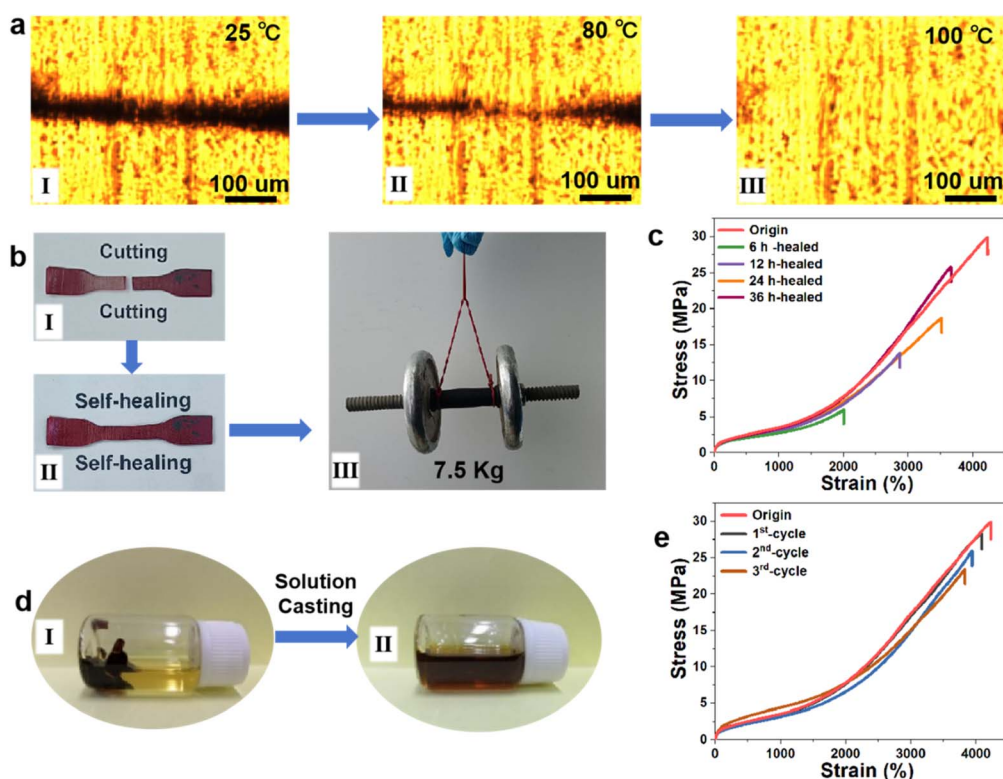 a
25 ℃
I
100 um
80 ℃
II
100 um
100 ℃
III
100 um
b
Cutting
Cutting
I
Self-healing
Self-healing
II
7.5 Kg
III
c
Origin
6 h -healed
12 h-healed
24 h-healed
36 h-healed
30
25
20
15
10
5
0
Stress (MPa)
0 1000 2000 3000 4000
Strain (%)
d
I
Solution
Casting
II
e
Origin
1st-cycle
2nd-cycle
3rd-cycle
30
25
20
15
10
5
0
Stress (MPa)
0 1000 2000 3000 4000
Strain (%)